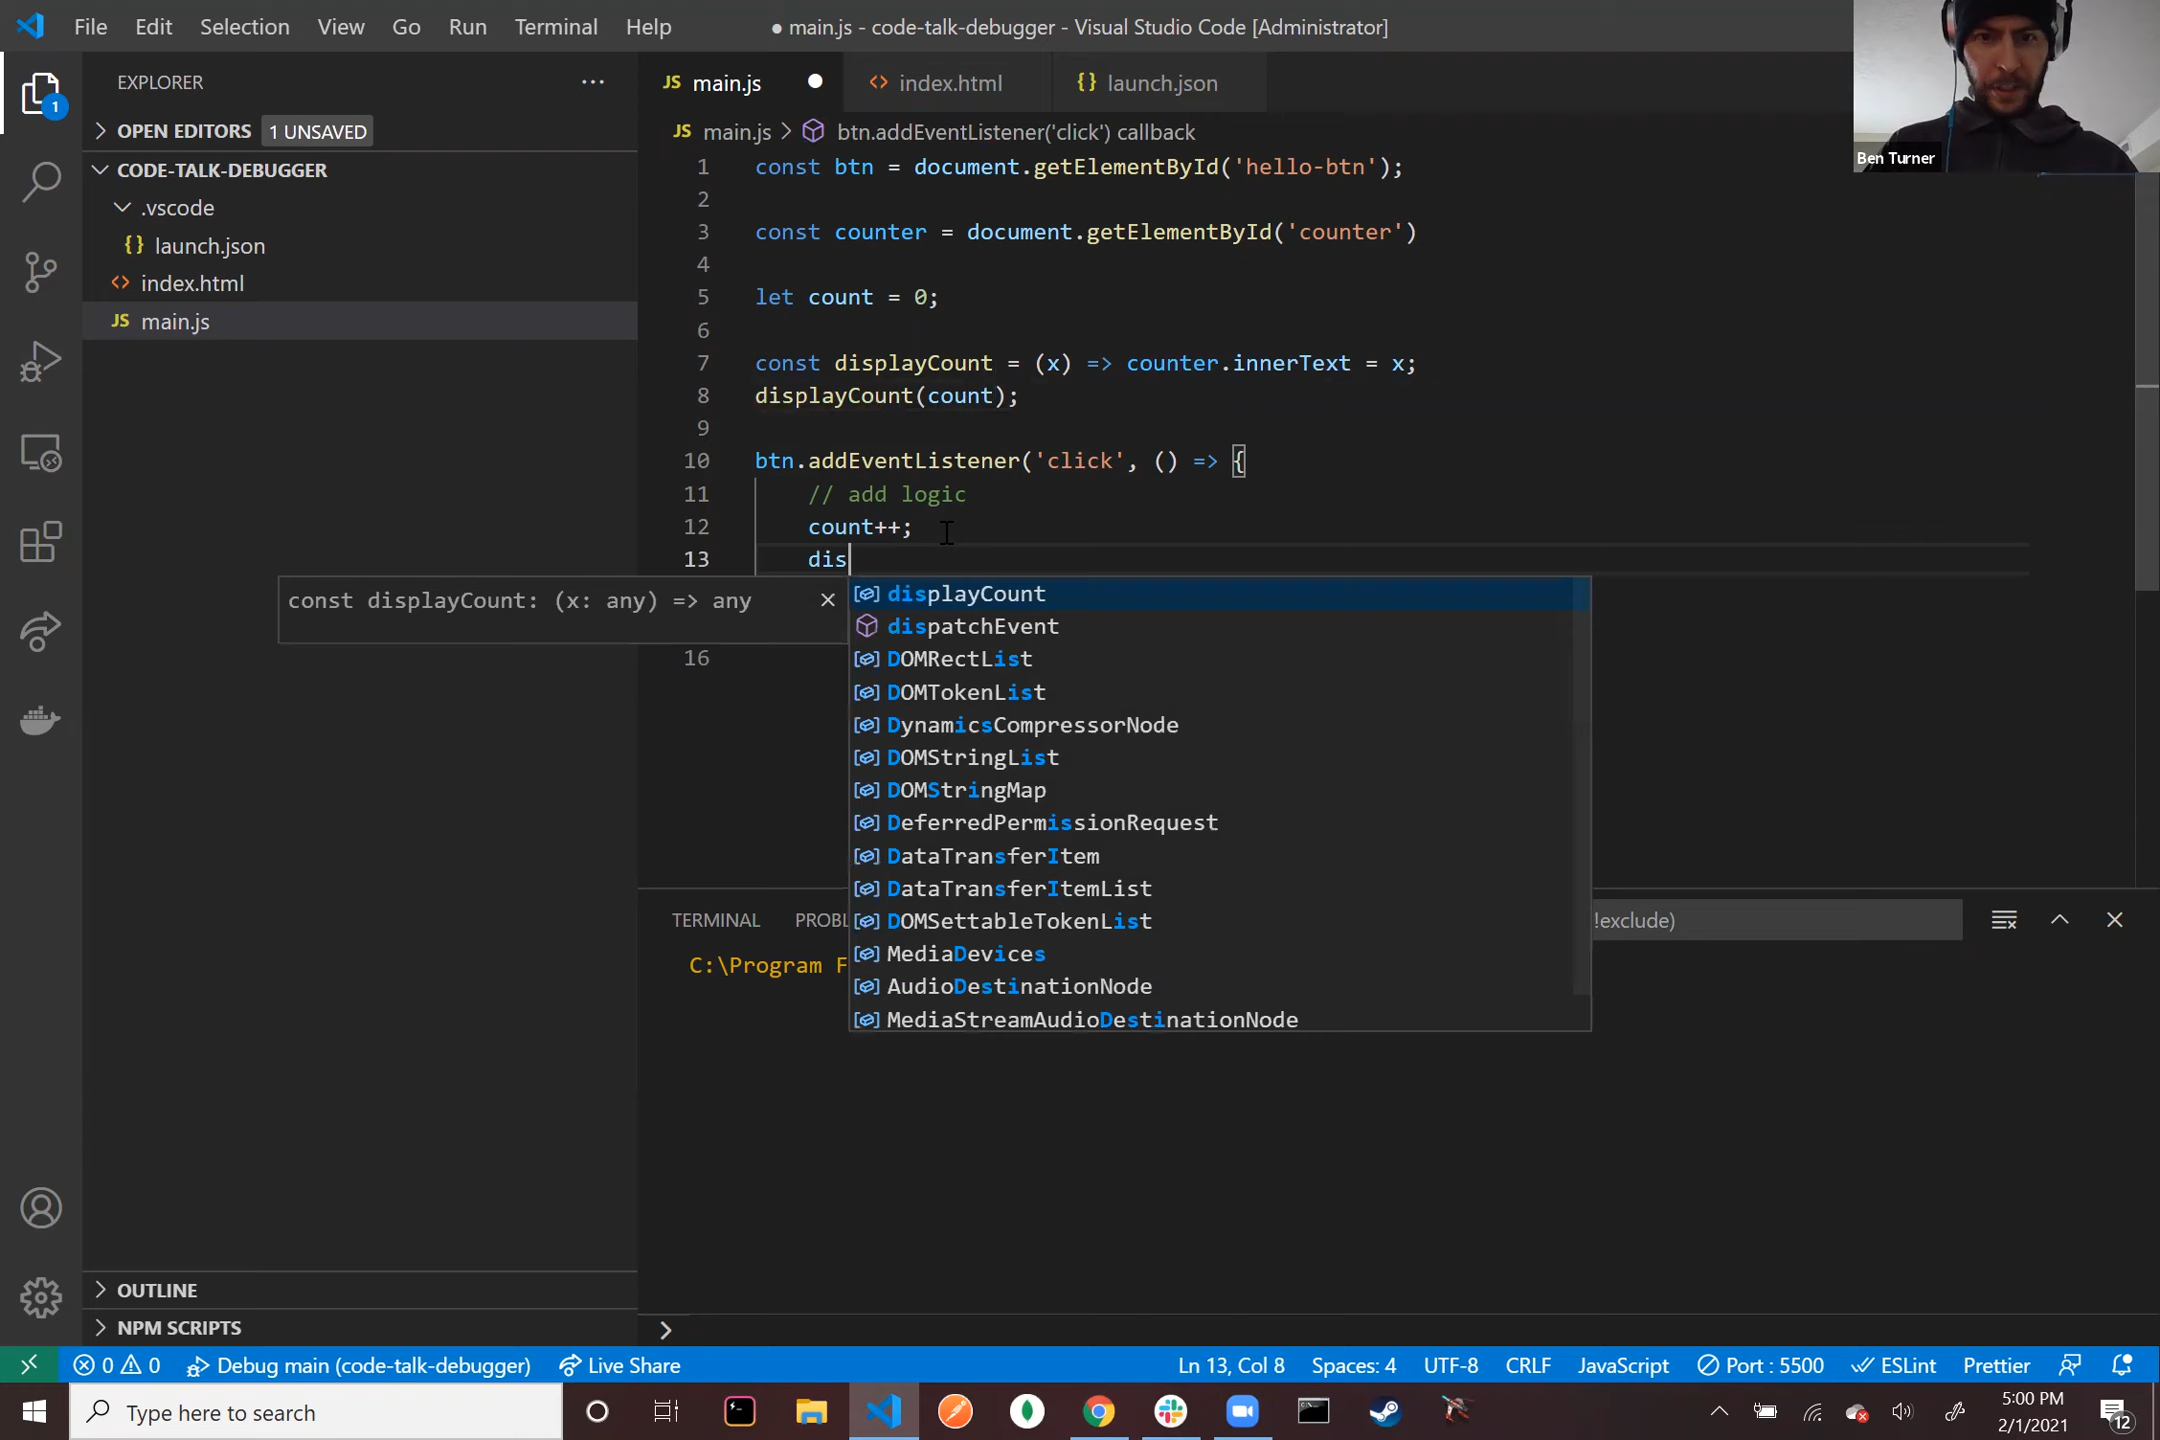 File Edit Selection View Go Run Terminal Help
● main.js - code-talk-debugger - Visual Studio Code [Administrator]
Ben Turner
EXPLORER
OPEN EDITORS 1 UNSAVED
CODE-TALK-DEBUGGER
.vscode
{} launch.json
<> index.html
JS main.js
OUTLINE
NPM SCRIPTS
1
JS main.js ● <> index.html {} launch.json
JS main.js > btn.addEventListener('click') callback
1 const btn = document.getElementById('hello-btn');
2
3 const counter = document.getElementById('counter')
4
5 let count = 0;
6
7 const displayCount = (x) => counter.innerText = x;
8 displayCount(count);
9
10 btn.addEventListener('click', () => {
11 // add logic
12 count++;
13 dis
16
const displayCount: (x: any) => any
displayCount
dispatchEvent
DOMRectList
DOMTokenList
DynamicsCompressorNode
DOMStringList
DOMStringMap
DeferredPermissionRequest
DataTransferItem
DataTransferItemList
DOMSettableTokenList
MediaDevices
AudioDestinationNode
MediaStreamAudioDestinationNode
TERMINAL PROBL !exclude)
C:\Program F
>
0 0 Debug main (code-talk-debugger) Live Share Ln 13, Col 8 Spaces: 4 UTF-8 CRLF JavaScript Port : 5500 ESLint Prettier
Type here to search
5:00 PM
2/1/2021
12